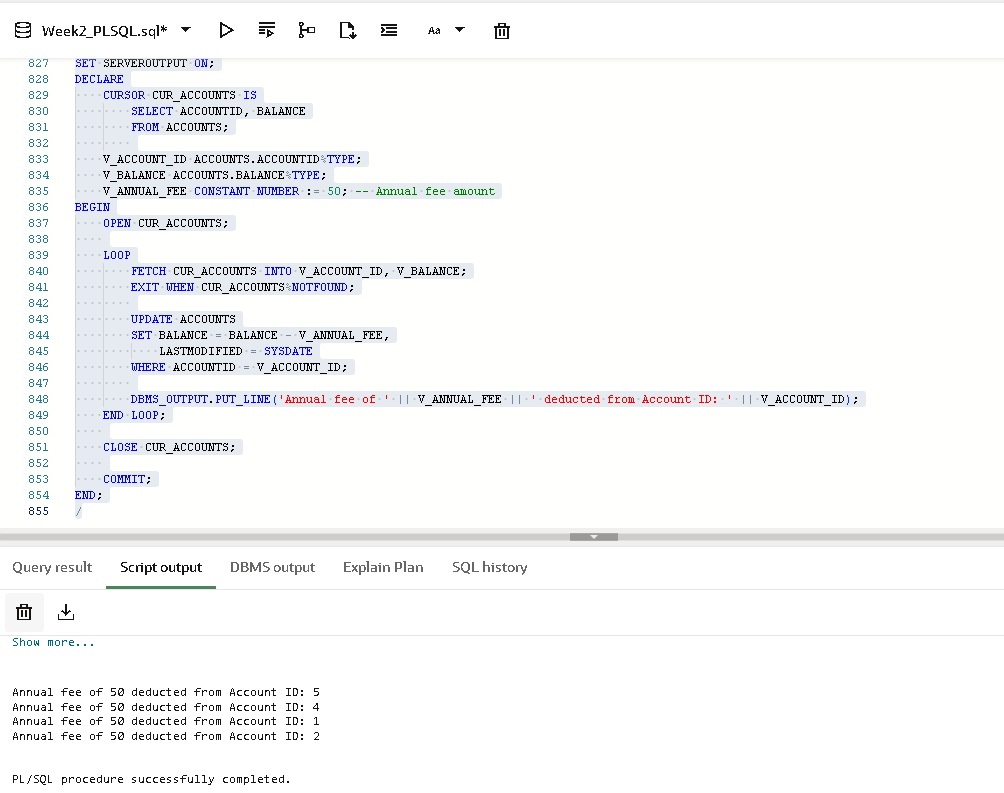 Week2_PLSQL.sql*
Aa
827 SET SERVEROUTPUT ON;
828 DECLARE
829 CURSOR CUR_ACCOUNTS IS
830 SELECT ACCOUNTID, BALANCE
831 FROM ACCOUNTS;
832
833 V_ACCOUNT_ID ACCOUNTS.ACCOUNTID%TYPE;
834 V_BALANCE ACCOUNTS.BALANCE%TYPE;
835 V_ANNUAL_FEE CONSTANT NUMBER := 50; -- Annual fee amount
836 BEGIN
837 OPEN CUR_ACCOUNTS;
838
839 LOOP
840 FETCH CUR_ACCOUNTS INTO V_ACCOUNT_ID, V_BALANCE;
841 EXIT WHEN CUR_ACCOUNTS%NOTFOUND;
842
843 UPDATE ACCOUNTS
844 SET BALANCE = BALANCE - V_ANNUAL_FEE,
845 LASTMODIFIED = SYSDATE
846 WHERE ACCOUNTID = V_ACCOUNT_ID;
847
848 DBMS_OUTPUT.PUT_LINE('Annual fee of ' || V_ANNUAL_FEE || ' deducted from Account ID: ' || V_ACCOUNT_ID);
849 END LOOP;
850
851 CLOSE CUR_ACCOUNTS;
852
853 COMMIT;
854 END;
855 /
Query result Script output DBMS output Explain Plan SQL history
Show more...
Annual fee of 50 deducted from Account ID: 5
Annual fee of 50 deducted from Account ID: 4
Annual fee of 50 deducted from Account ID: 1
Annual fee of 50 deducted from Account ID: 2
PL/SQL procedure successfully completed.